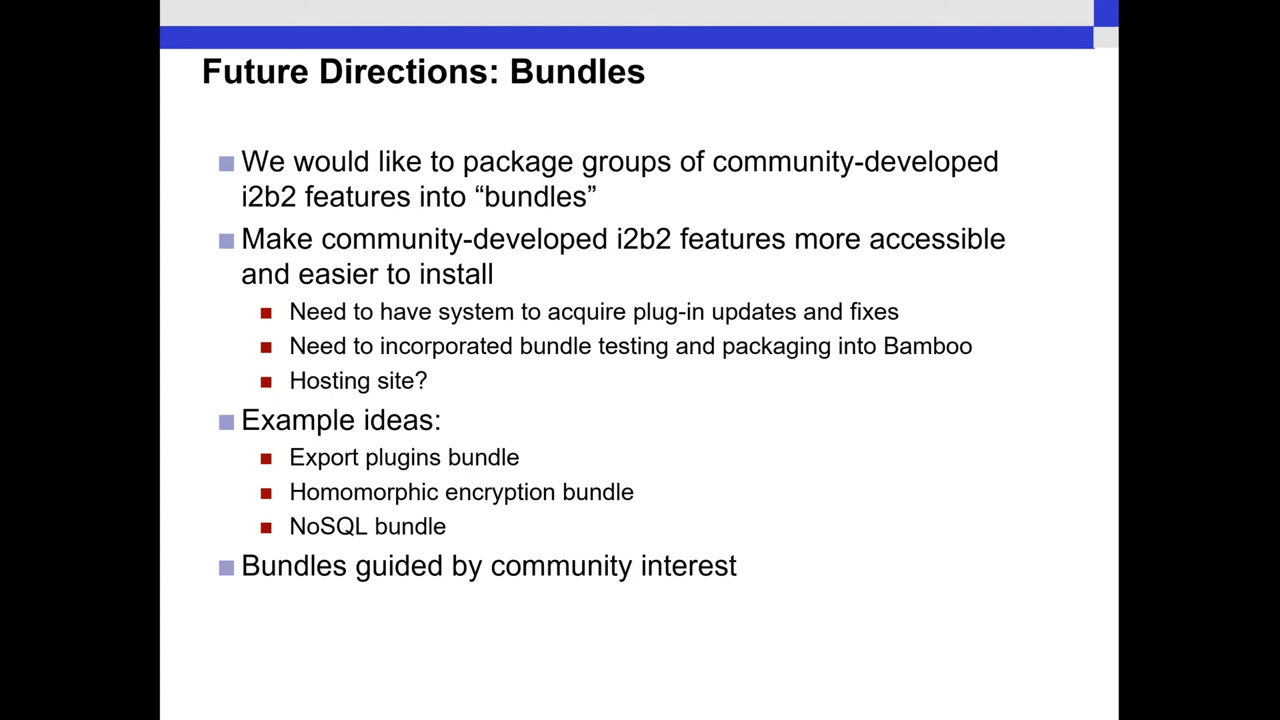 Future Directions: Bundles
We would like to package groups of community-developed
i2b2 features into “bundles”
Make community-developed i2b2 features more accessible
and easier to install
Need to have system to acquire plug-in updates and fixes
Need to incorporated bundle testing and packaging into Bamboo
Hosting site?
Example ideas:
Export plugins bundle
Homomorphic encryption bundle
NoSQL bundle
Bundles guided by community interest